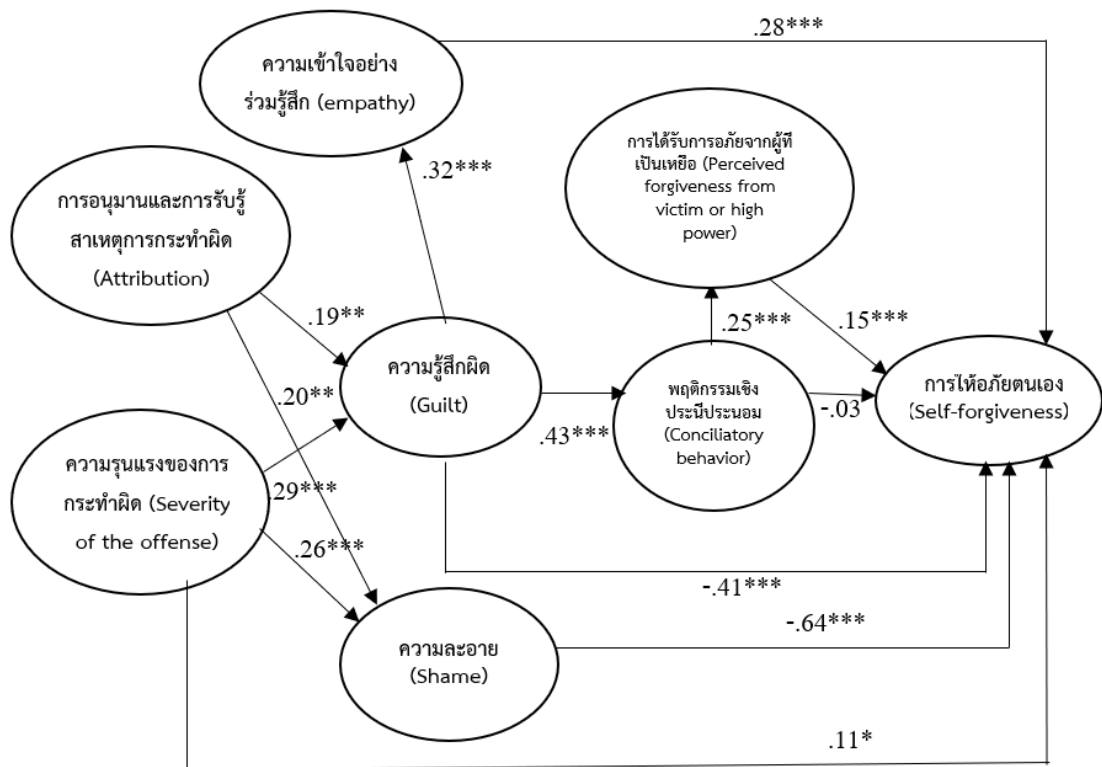 .28***
ความเข้าใจอย่าง
ร่วมรู้สึก (empathy)
.32***
การได้รับการอภัยจากผู้ที่
เป็นเหยื่อ (Perceived
forgiveness from
victim or high
power)
การอนุมานและการรับรู้
สาเหตุการกระทำผิด
(Attribution)
.19**
.25***
.15***
ความรู้สึกผิด
(Guilt)
.20**
.43***
พฤติกรรมเชิง
ประนีประนอม
(Conciliatory
behavior)
-.03
การให้อภัยตนเอง
(Self-forgiveness)
ความรุนแรงของการ
กระทำผิด (Severity
of the offense)
.29***
.26***
-.41***
-.64***
ความละอาย
(Shame)
.11*